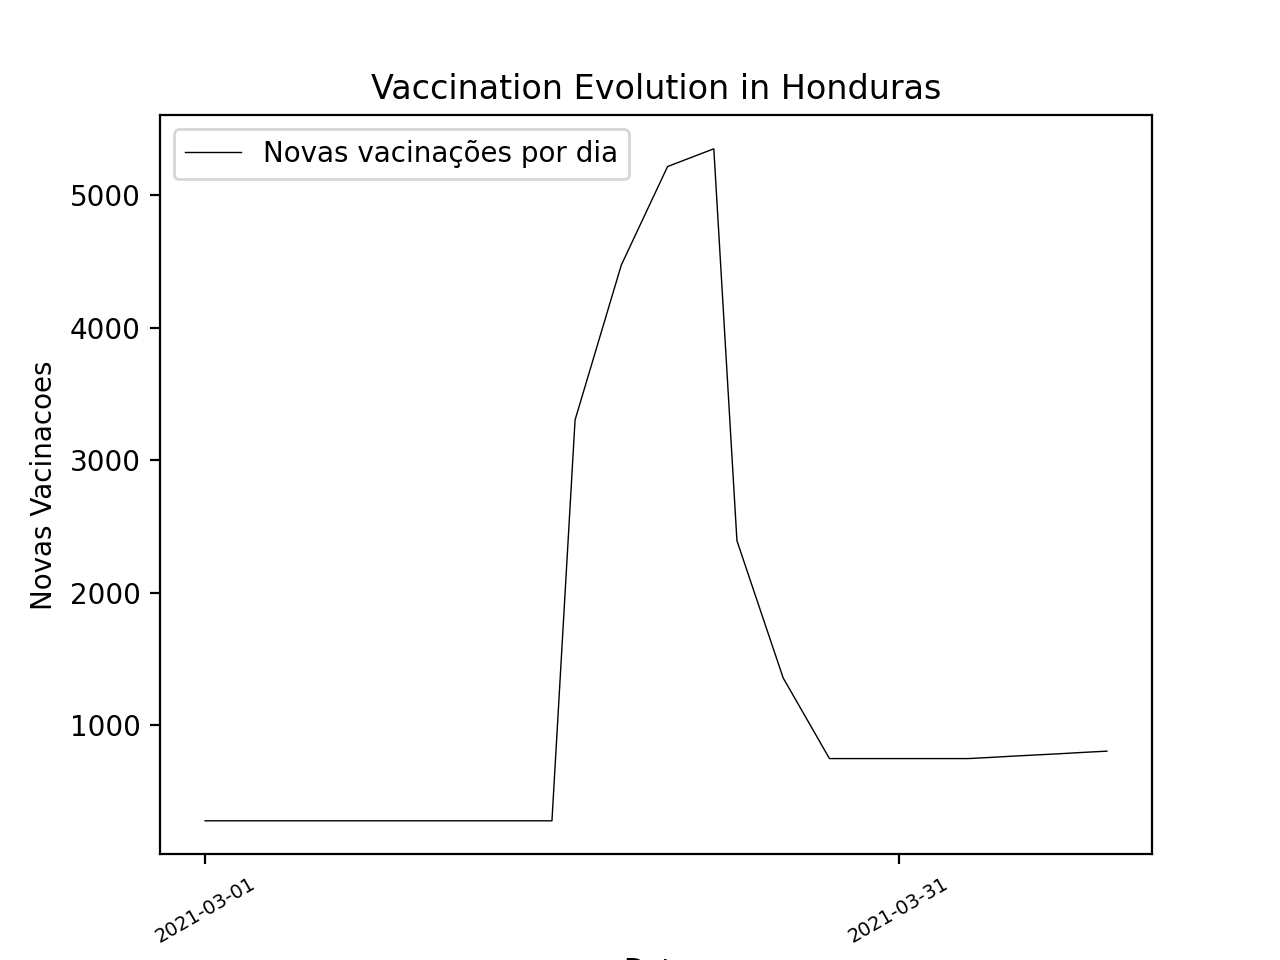 Vaccination Evolution in Honduras
Novas vacinações por dia
5000
4000
3000
2000
1000
Novas Vacinacoes
2021-03-01
2021-03-31